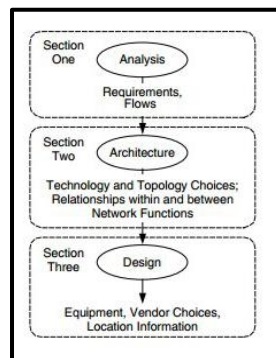 Section
One
Analysis
Requirements,
Flows
Section
Two
Architecture
Technology and Topology Choices;
Relationships within and between
Network Functions
Section
Three
Design
Equipment, Vendor Choices,
Location Information